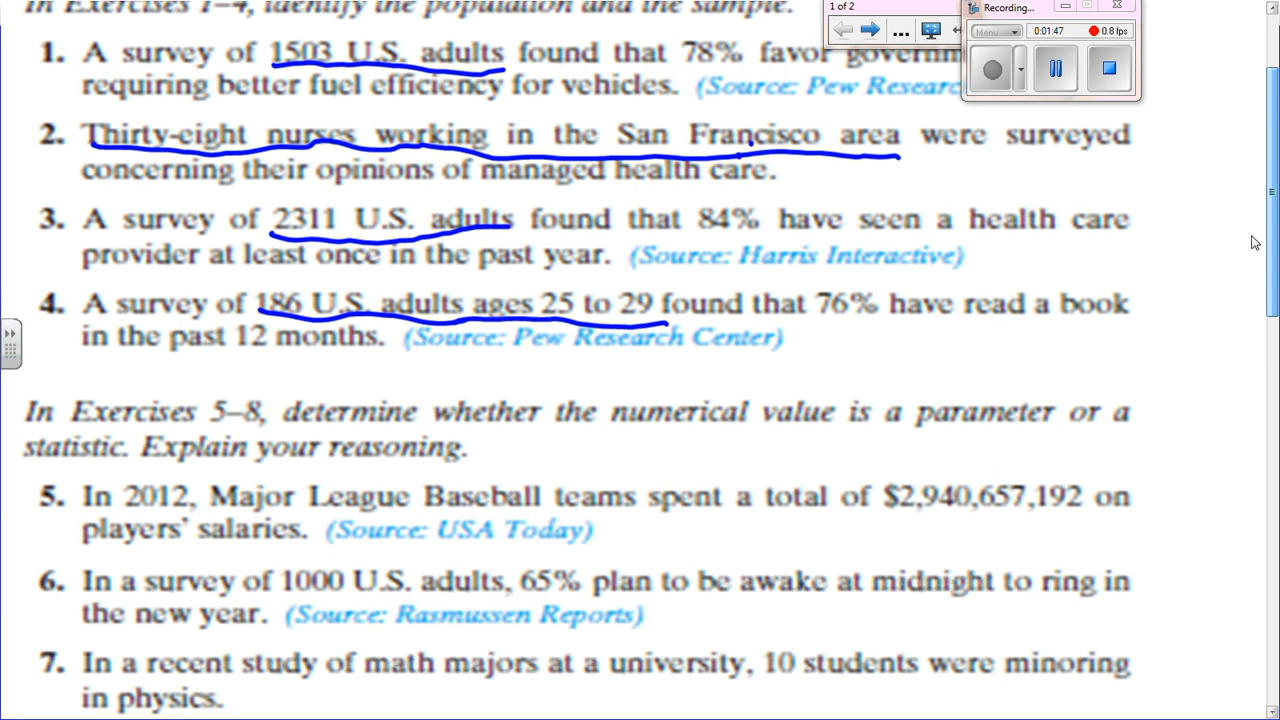 In Exercises 1–4, identify the population and the sample.
1 of 2
Recording...
Menu
0:01:47
0.8 fps
...
1. A survey of 1503 U.S. adults found that 78% favor
requiring better fuel efficiency for vehicles. (Source: Pew
2. Thirty-eight nurses working in the San Francisco area were surveyed
concerning their opinions of managed health care.
3. A survey of 2311 U.S. adults found that 84% have seen a health care
provider at least once in the past year. (Source: Harris Interactive)
4. A survey of 186 U.S. adults ages 25 to 29 found that 76% have read a book
in the past 12 months. (Source: Pew Research Center)
In Exercises 5–8, determine whether the numerical value is a parameter or a
statistic. Explain your reasoning.
5. In 2012, Major League Baseball teams spent a total of $2,940,657,192 on
players' salaries. (Source: USA Today)
6. In a survey of 1000 U.S. adults, 65% plan to be awake at midnight to ring in
the new year. (Source: Rasmussen Reports)
7. In a recent study of math majors at a university, 10 students were minoring
in physics.